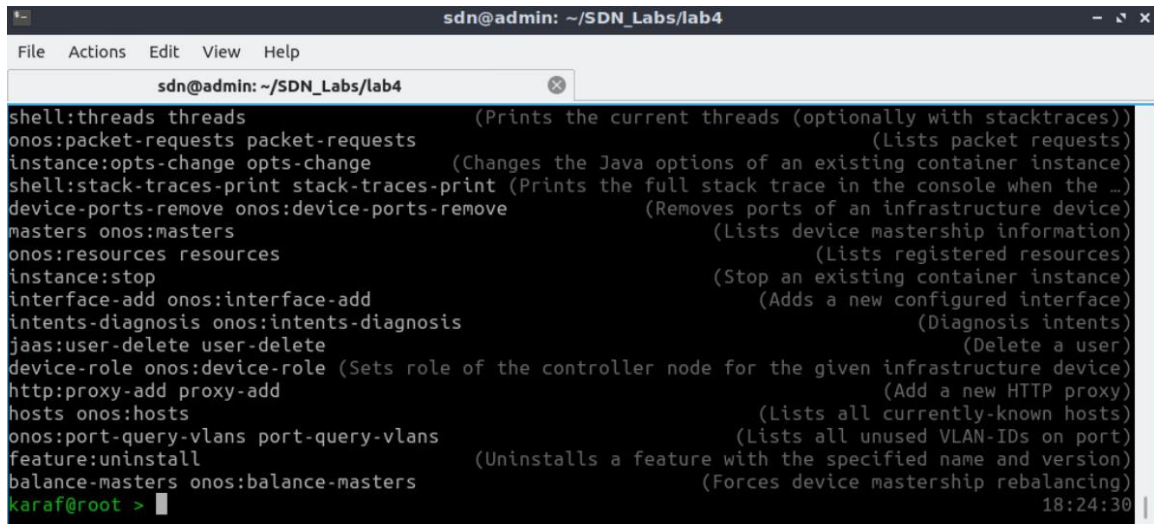 sdn@admin: ~/SDN_Labs/lab4
File Actions Edit View Help
sdn@admin: ~/SDN_Labs/lab4
shell:threads threads (Prints the current threads (optionally with stacktraces))
onos:packet-requests packet-requests (Lists packet requests)
instance:opts-change opts-change (Changes the Java options of an existing container instance)
shell:stack-traces-print stack-traces-print (Prints the full stack trace in the console when the …)
device-ports-remove onos:device-ports-remove (Removes ports of an infrastructure device)
masters onos:masters (Lists device mastership information)
onos:resources resources (Lists registered resources)
instance:stop (Stop an existing container instance)
interface-add onos:interface-add (Adds a new configured interface)
intents-diagnosis onos:intents-diagnosis (Diagnosis intents)
jaas:user-delete user-delete (Delete a user)
device-role onos:device-role (Sets role of the controller node for the given infrastructure device)
http:proxy-add proxy-add (Add a new HTTP proxy)
hosts onos:hosts (Lists all currently-known hosts)
onos:port-query-vlans port-query-vlans (Lists all unused VLAN-IDs on port)
feature:uninstall (Uninstalls a feature with the specified name and version)
balance-masters onos:balance-masters (Forces device mastership rebalancing)
karaf@root > 18:24:30